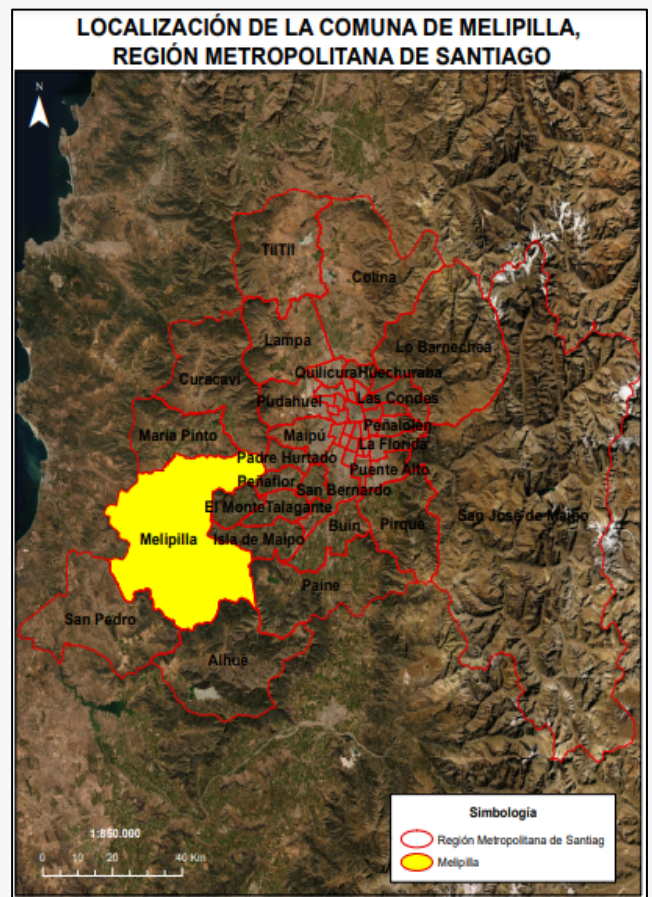 LOCALIZACIÓN DE LA COMUNA DE MELIPILLA,
REGIÓN METROPOLITANA DE SANTIAGO
N
TilTil
Colina
Lampa
Lo Barnechea
Quilicura
Huechuraba
Curacaví
Pudahuel
Las Condes
María Pinto
Maipú
Peñalolén
La Florida
Padre Hurtado
Puente Alto
Peñaflor
San Bernardo
El Monte
Talagante
San José de Maipo
Buin
Pirque
Melipilla
Isla de Maipo
Paine
San Pedro
Alhué
Simbología
Región Metropolitana de Santiag
Melipilla
1:850.000
0 10 20 40 Km